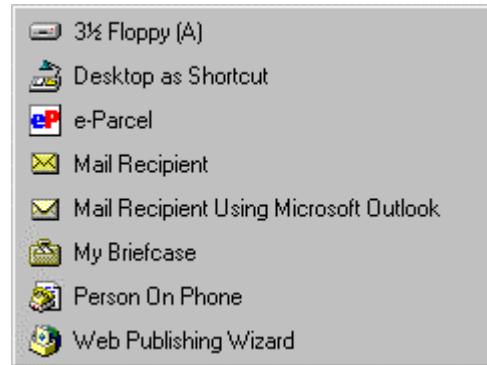 3½ Floppy (A)
Desktop as Shortcut
eP e-Parcel
Mail Recipient
Mail Recipient Using Microsoft Outlook
My Briefcase
Person On Phone
Web Publishing Wizard